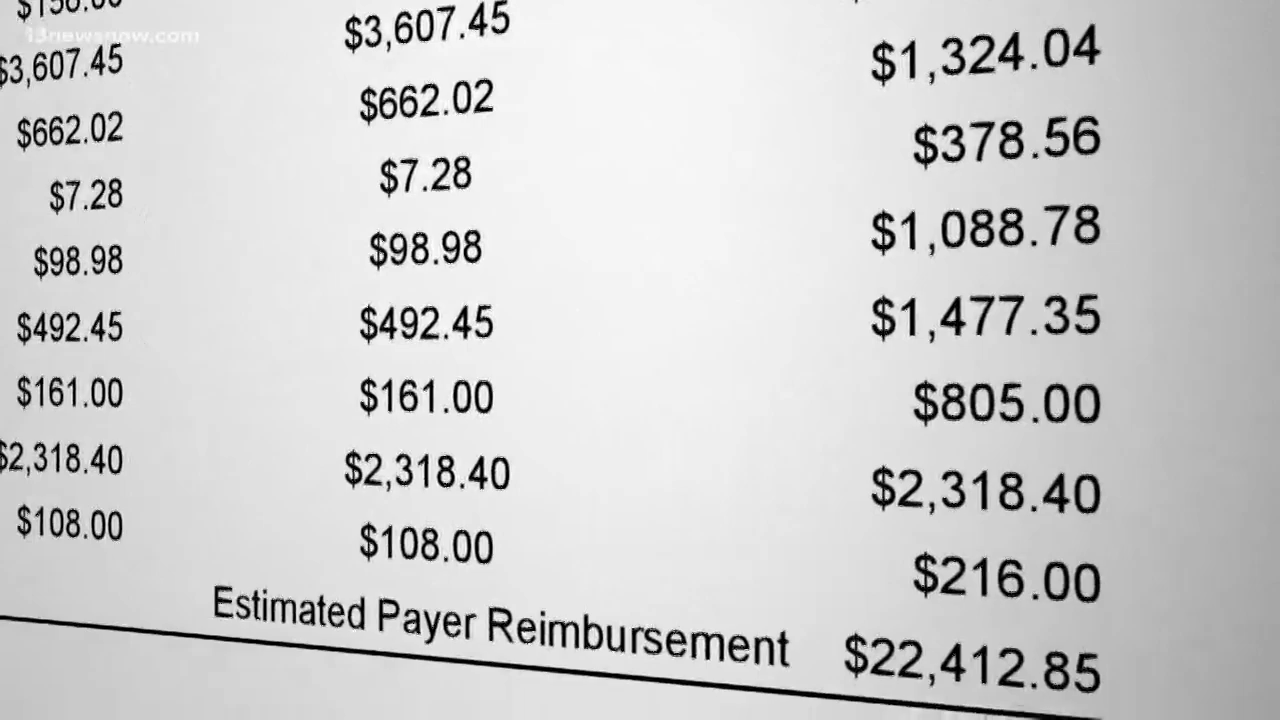 13newsnow.com
$3,607.45 $3,607.45
$662.02 $662.02 $1,324.04
$7.28 $7.28 $378.56
$98.98 $98.98 $1,088.78
$492.45 $492.45 $1,477.35
$161.00 $161.00 $805.00
$2,318.40 $2,318.40 $2,318.40
$108.00 $108.00 $216.00
Estimated Payer Reimbursement $22,412.85